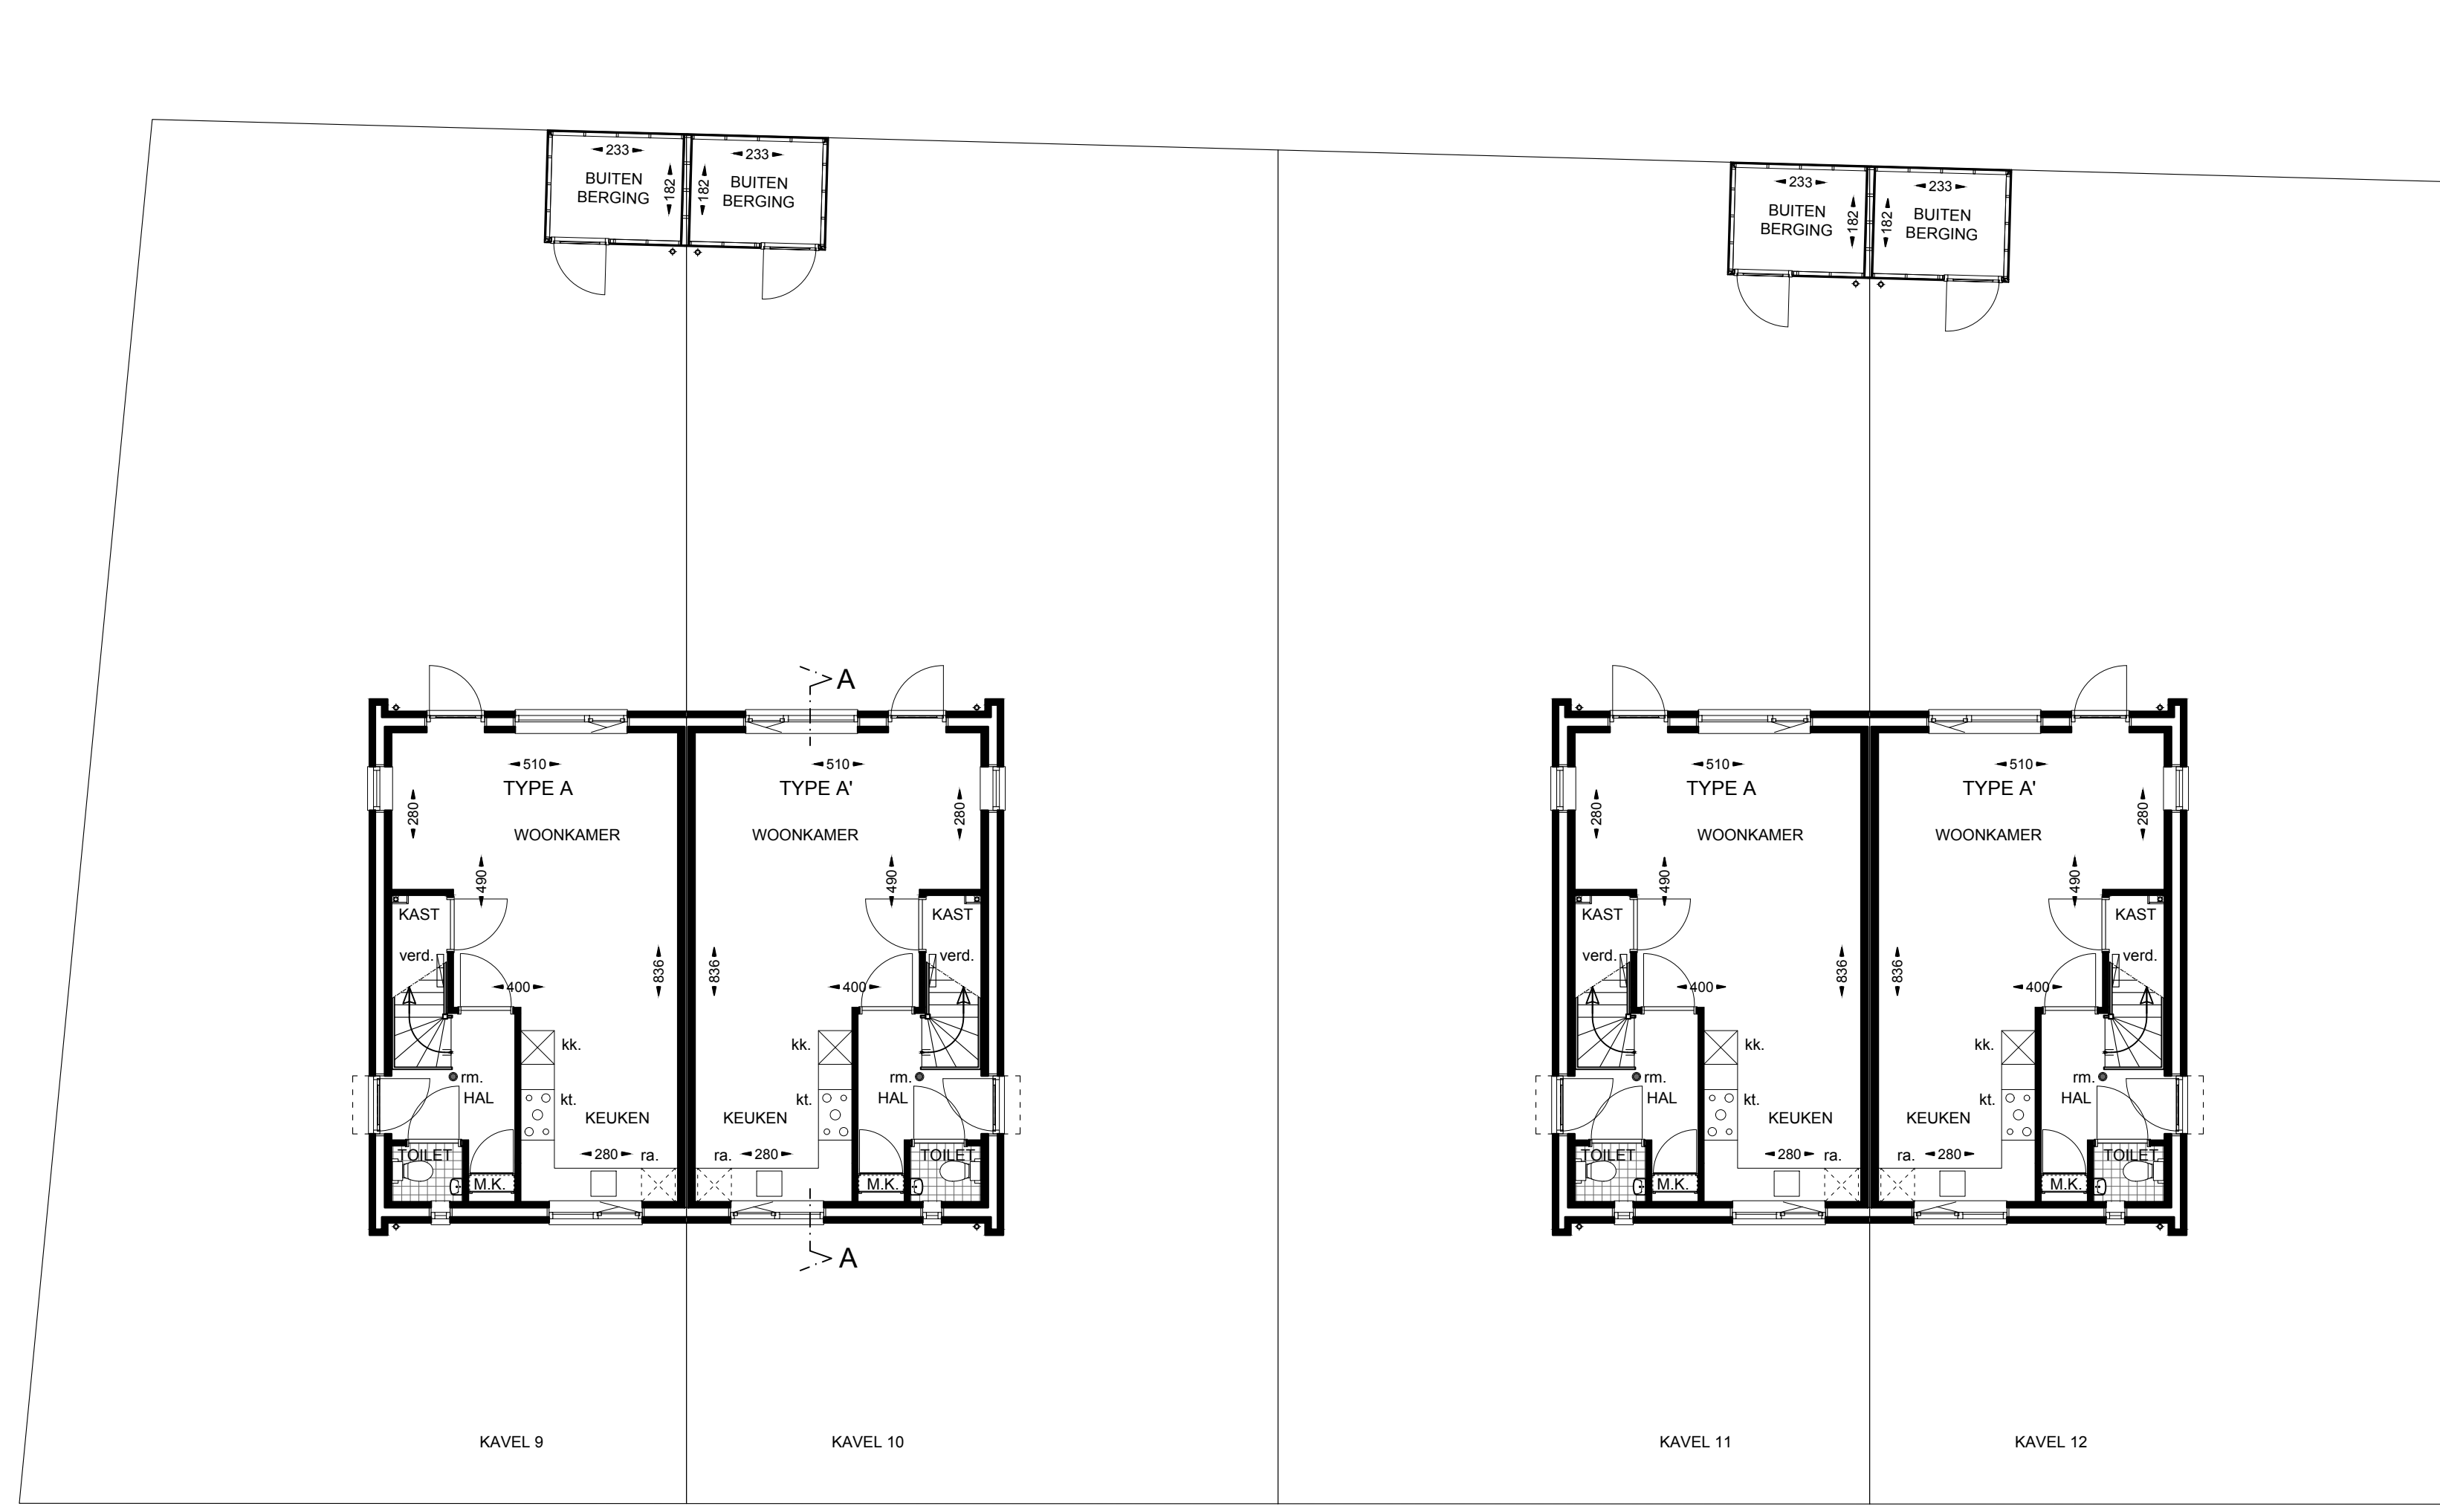 233 233 233 233
BUITEN BERGING 182
182 BUITEN BERGING
BUITEN BERGING 182
182 BUITEN BERGING
A
510 510 510 510
TYPE A TYPE A' TYPE A TYPE A'
280 280 280 280
WOONKAMER WOONKAMER WOONKAMER WOONKAMER
490 490 490 490
KAST KAST KAST KAST
verd. verd. verd. verd.
836 836 836 836
400 400 400 400
kk. kk. kk. kk.
rm. rm. rm. rm.
HAL kt. kt. HAL HAL kt. kt. HAL
KEUKEN KEUKEN KEUKEN KEUKEN
TOILET 280 ra. ra. 280 TOILET TOILET 280 ra. ra. 280 TOILET
M.K. M.K. M.K. M.K.
A
KAVEL 9 KAVEL 10 KAVEL 11 KAVEL 12